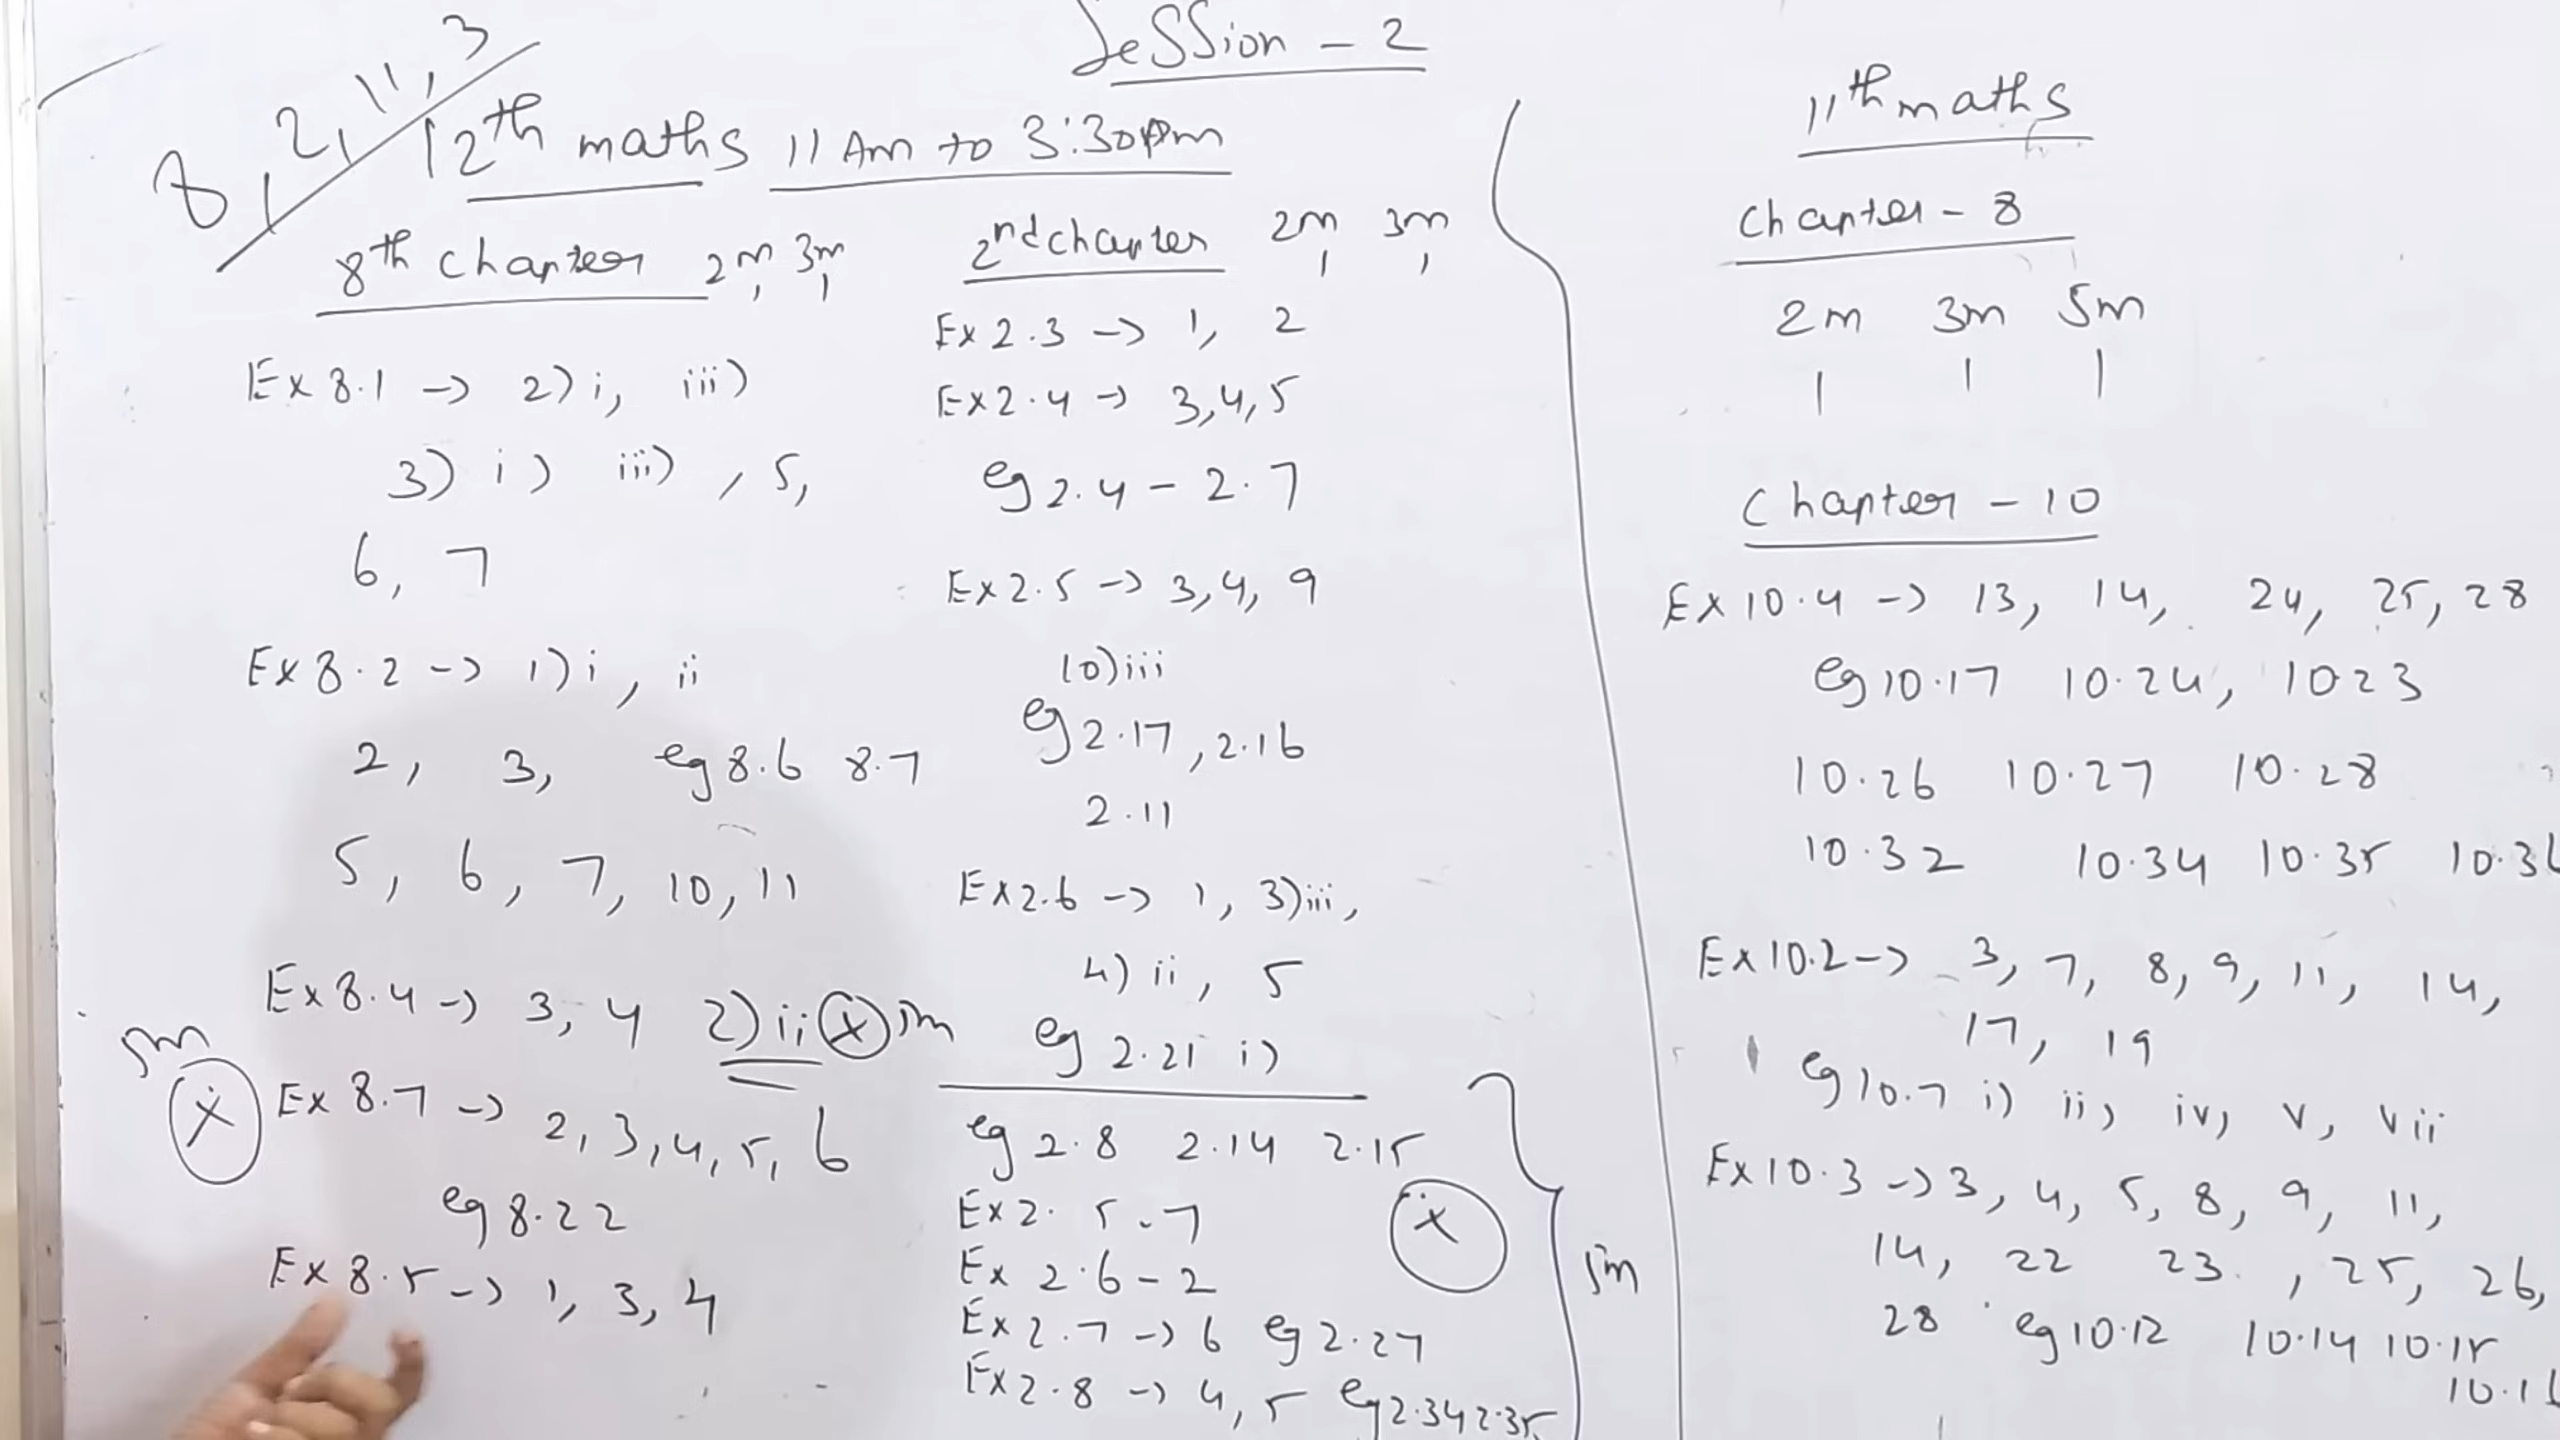 Session - 2
8, 2, 11, 3
12th maths 11 Am to 3:30pm
8th chapter 2m, 3m
Ex 8.1 -> 2) i, iii)
3) i) iii) , 5,
6, 7
Ex 8.2 -> 1) i, ii
2, 3, eg 8.6 8.7
5, 6, 7, 10, 11
Ex 8.4 -> 3, 4 2) ii x 5m
5m
x
Ex 8.7 -> 2, 3, 4, 5, 6
eg 8.22
Ex 8.5 -> 1, 3, 4
2nd chapter 2m 3m
1 1
Ex 2.3 -> 1, 2
Ex 2.4 -> 3, 4, 5
eg 2.4 - 2.7
Ex 2.5 -> 3, 4, 9
10) iii
eg 2.17, 2.16
2.11
Ex 2.6 -> 1, 3) iii,
4) ii, 5
eg 2.21 i)
eg 2.8 2.14 2.15
Ex 2.5 - 7
x
Ex 2.6 - 2
5m
Ex 2.7 -> 6 eg 2.27
Ex 2.8 -> 4, 5 eg 2.34 2.35
11th maths
Chapter - 8
2m 3m 5m
1 1 1
Chapter - 10
Ex 10.4 -> 13, 14, 24, 25, 28
eg 10.17 10.24, 10 23
10.26 10.27 10.28
10.32 10.34 10.35 10.36
Ex 10.2 -> 3, 7, 8, 9, 11, 14,
17, 19
eg 10.7 i) ii) iv) v, vii
Ex 10.3 -> 3, 4, 5, 8, 9, 11,
14, 22 23 , 25, 26,
28 eg 10.12 10.14 10.15
10.16